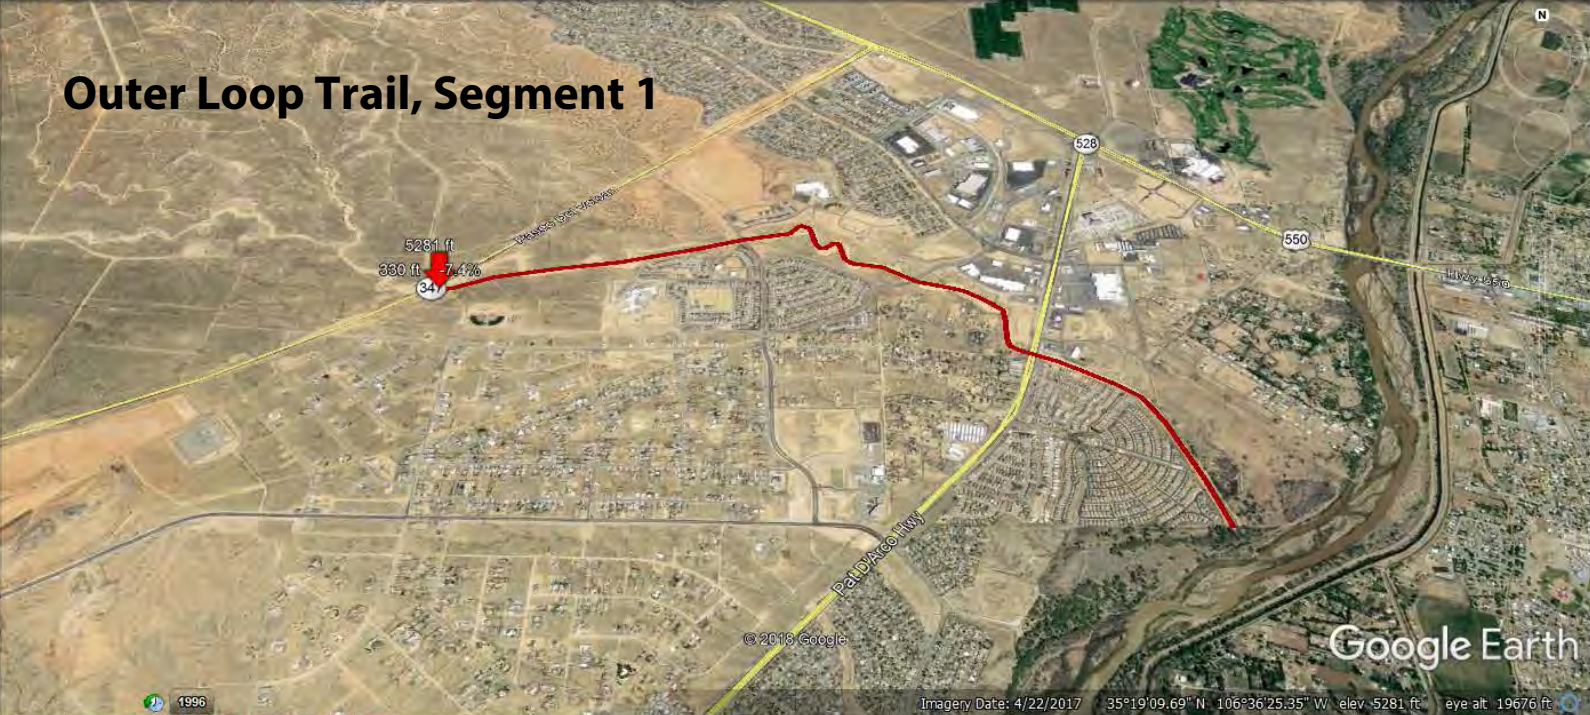 N
Outer Loop Trail, Segment 1
528
Paseo Del Volcan
550
Hwy 550
5281 ft
330 ft -7.4%
347
Pat D'Arco Hwy
© 2018 Google
Google Earth
1996
Imagery Date: 4/22/2017 35°19'09.69" N 106°36'25.35" W elev 5281 ft eye alt 19676 ft